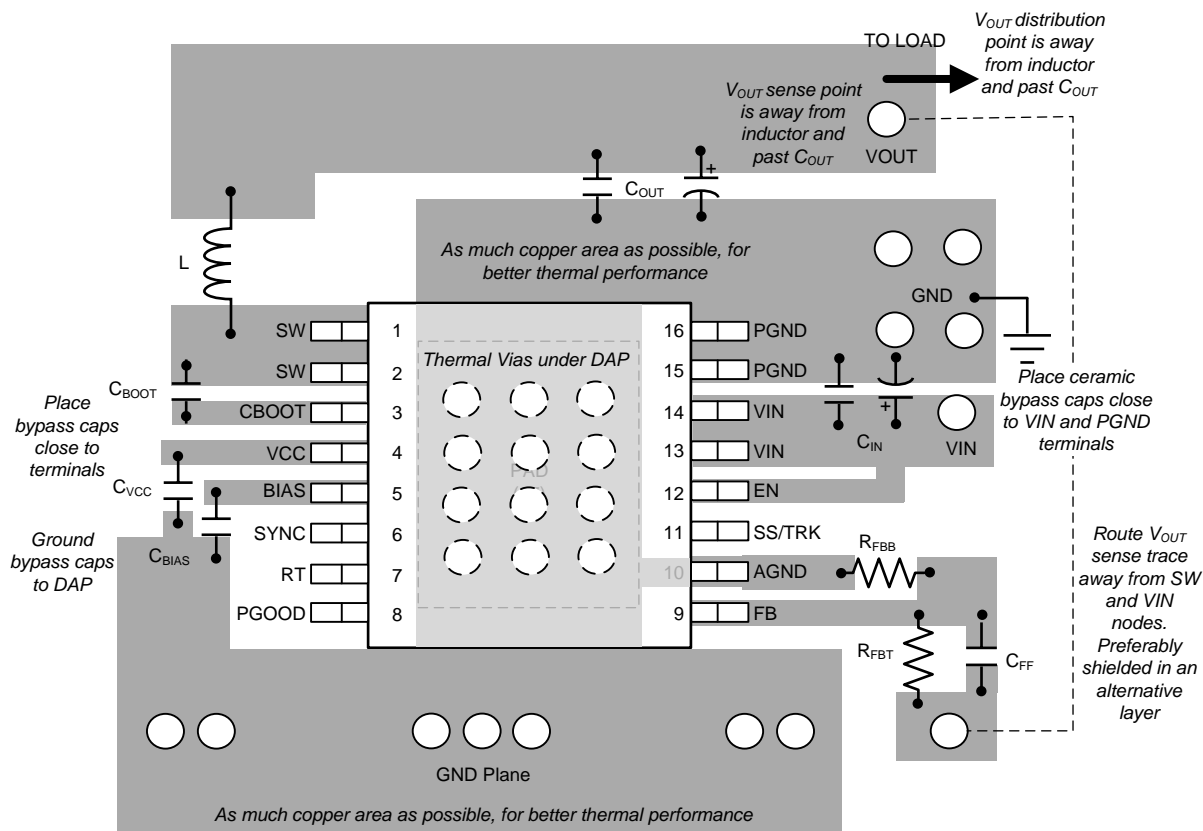 TO LOAD
VOUT distribution
point is away
from inductor
and past COUT
VOUT sense point
is away from
inductor and
past COUT
VOUT
COUT
+
L
As much copper area as possible, for
better thermal performance
GND
SW
1
16
PGND
Thermal Vias under DAP
SW
2
15
PGND
CBOOT
CBOOT
3
14
VIN
Place
bypass caps
close to
terminals
CIN
+
VIN
Place ceramic
bypass caps close
to VIN and PGND
terminals
VCC
4
13
VIN
PAD
CVCC
BIAS
5
12
EN
CBIAS
SYNC
6
11
SS/TRK
Ground
bypass caps
to DAP
RT
7
10
AGND
RFBB
PGOOD
8
9
FB
RFBT
CFF
Route VOUT
sense trace
away from SW
and VIN
nodes.
Preferably
shielded in an
alternative
layer
GND Plane
As much copper area as possible, for better thermal performance